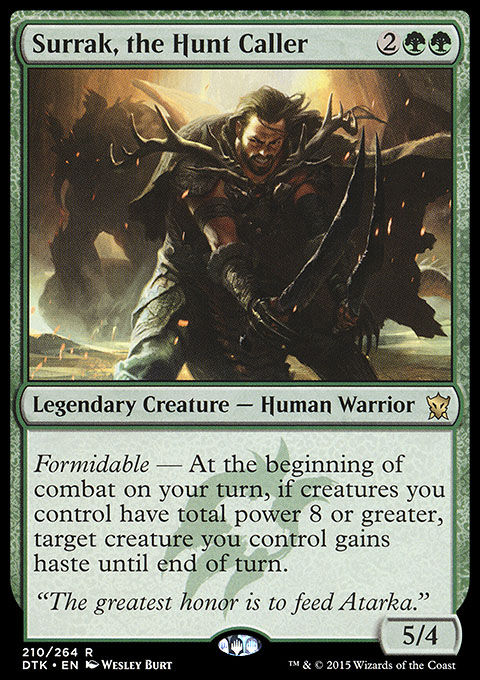 Surrak, the Hunt Caller 2
Legendary Creature — Human Warrior
Formidable — At the beginning of
combat on your turn, if creatures you
control have total power 8 or greater,
target creature you control gains
haste until end of turn.
“The greatest honor is to feed Atarka.”
5/4
210/264 R
DTK • EN Wesley Burt
™ & © 2015 Wizards of the Coast